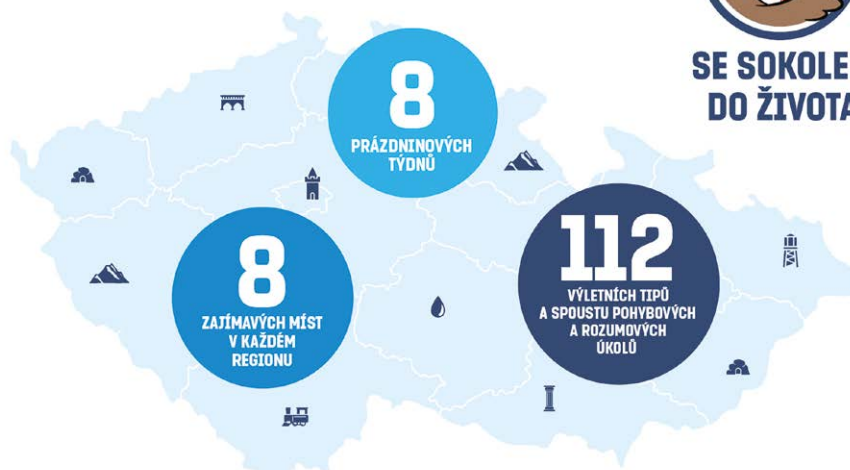 SE SOKOLE
DO ŽIVOTA
8
PRÁZDNINOVÝCH
TÝDNŮ
8
ZAJÍMAVÝCH MÍST
V KAŽDÉM
REGIONU
112
VÝLETNÍCH TIPŮ
A SPOUSTU POHYBOVÝCH
A ROZUMOVÝCH
ÚKOLŮ